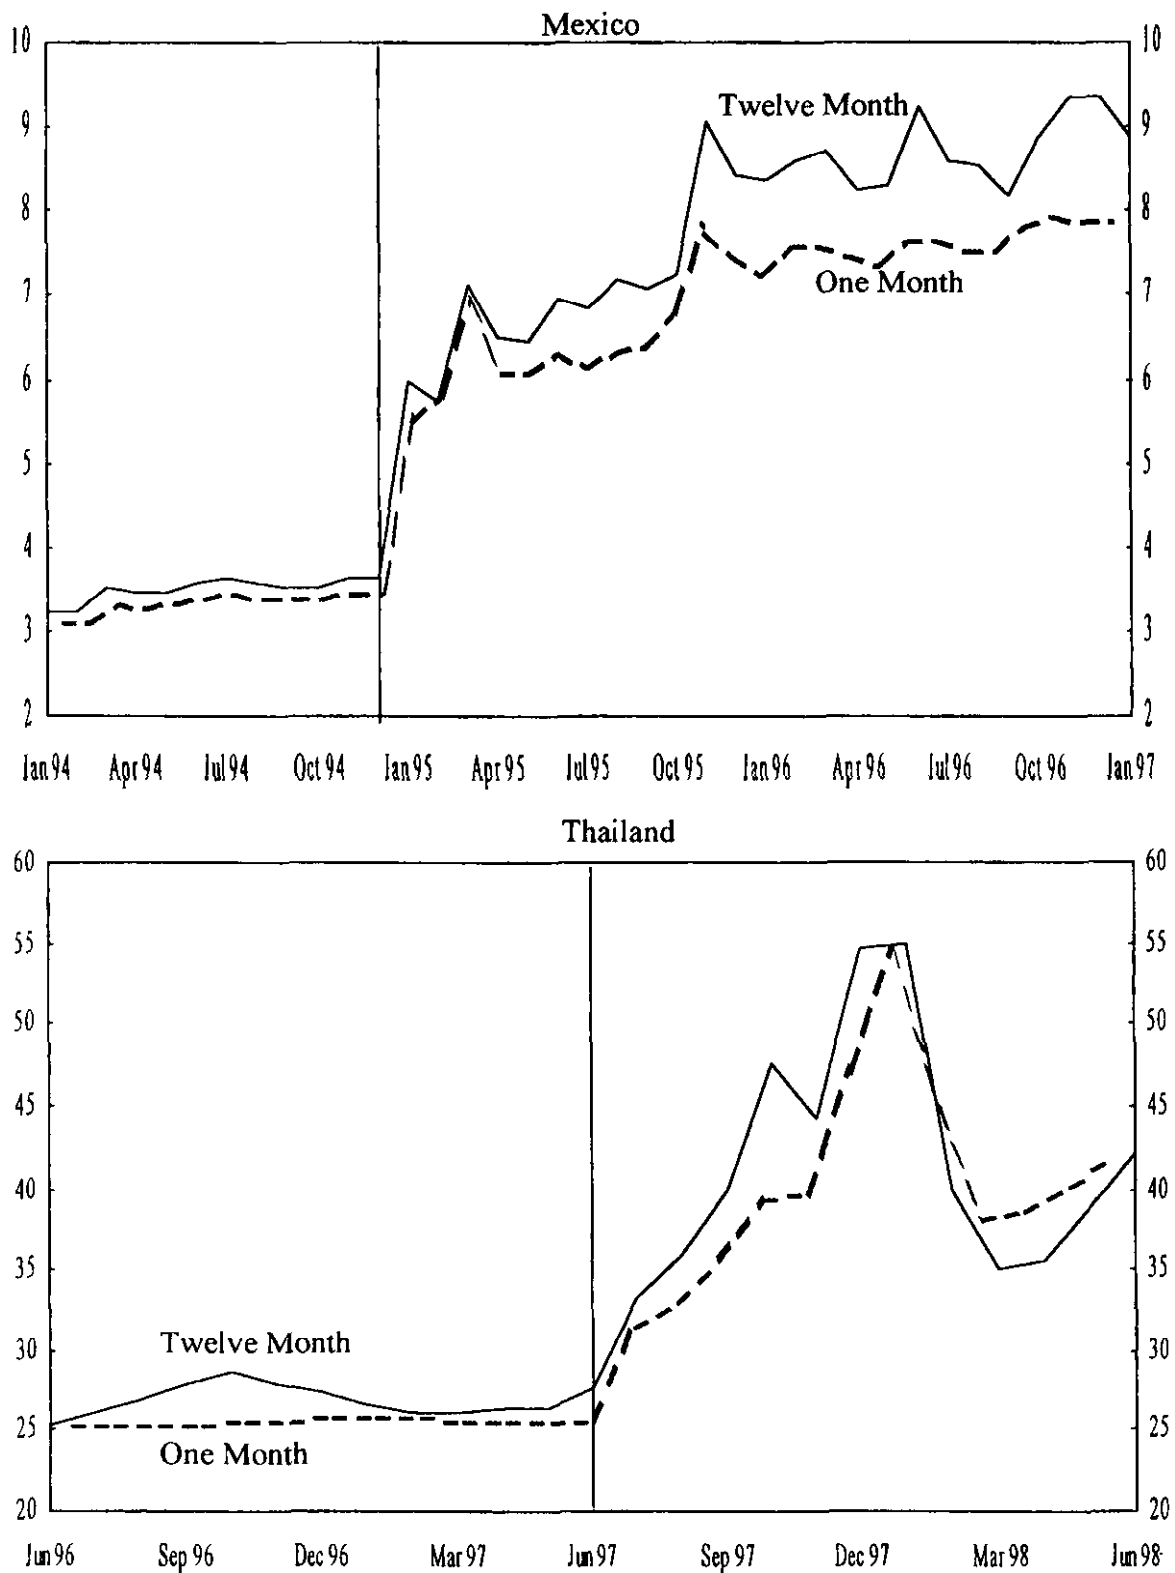 Mexico
10 10
Twelve Month
9 9
8 8
One Month
7 7
6 6
5 5
4 4
3 3
2 2
Jan 94 Apr 94 Jul 94 Oct 94 Jan 95 Apr 95 Jul 95 Oct 95 Jan 96 Apr 96 Jul 96 Oct 96 Jan 97
Thailand
60 60
55 55
50 50
45 45
40 40
35 35
Twelve Month
30 30
25 25
One Month
20 20
Jun 96 Sep 96 Dec 96 Mar 97 Jun 97 Sep 97 Dec 97 Mar 98 Jun 98